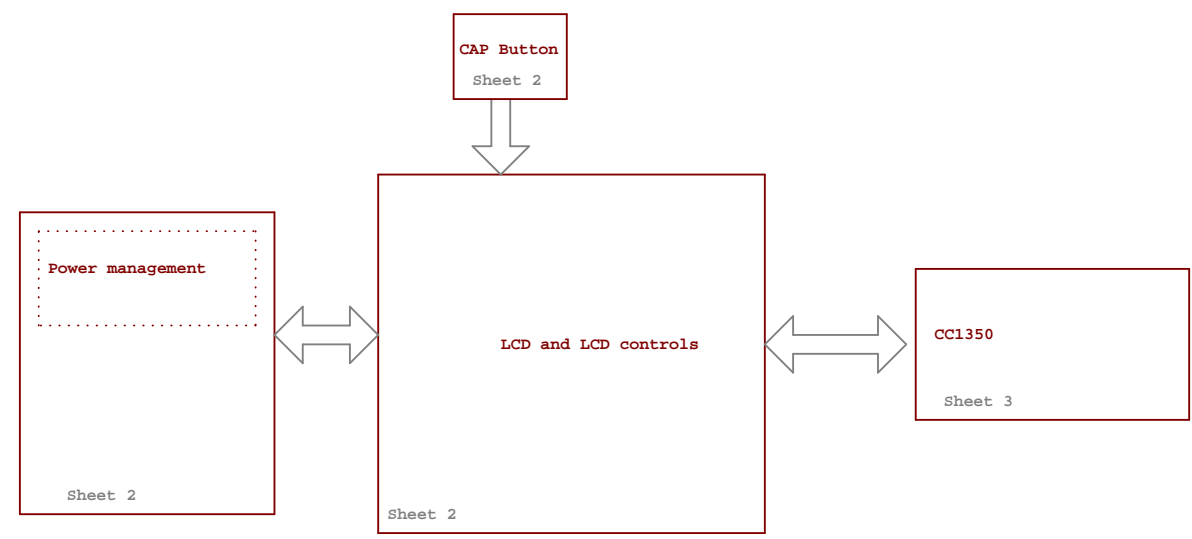 CAP Button
Sheet 2
Power management
Sheet 2
LCD and LCD controls
Sheet 2
CC1350
Sheet 3